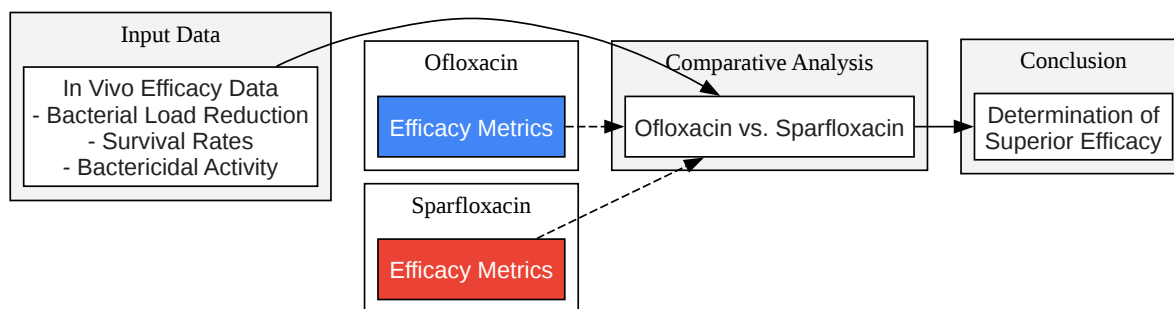 Input Data
In Vivo Efficacy Data
- Bacterial Load Reduction
- Survival Rates
- Bactericidal Activity
Ofloxacin
Efficacy Metrics
Sparfloxacin
Efficacy Metrics
Comparative Analysis
Ofloxacin vs. Sparfloxacin
Conclusion
Determination of
Superior Efficacy